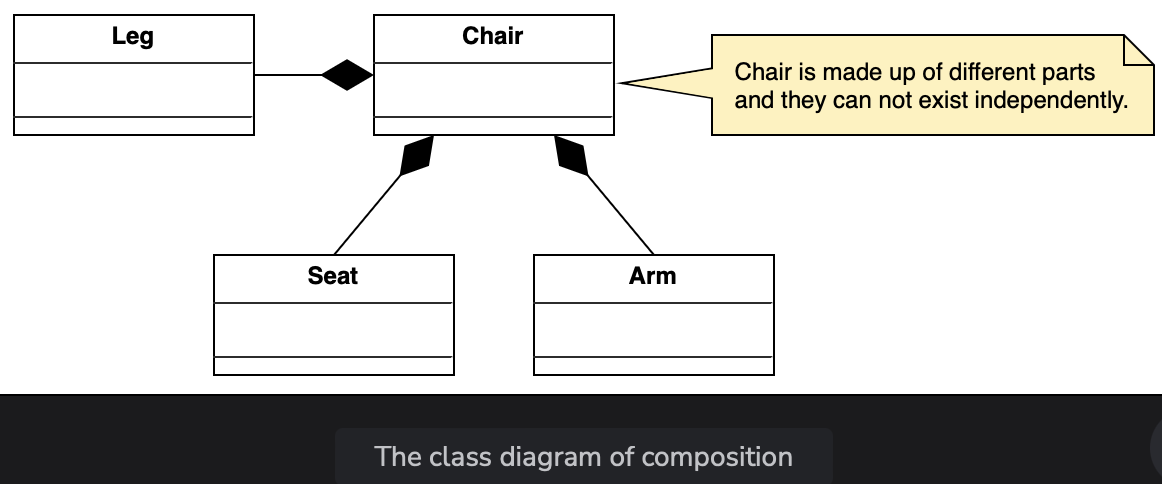 Leg
Chair
Chair is made up of different parts
and they can not exist independently.
Seat
Arm
The class diagram of composition